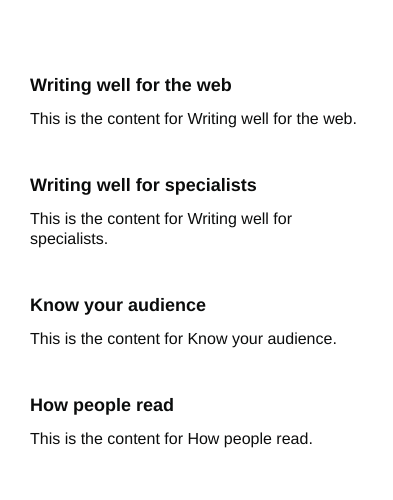 Writing well for the web
This is the content for Writing well for the web.
Writing well for specialists
This is the content for Writing well for
specialists.
Know your audience
This is the content for Know your audience.
How people read
This is the content for How people read.